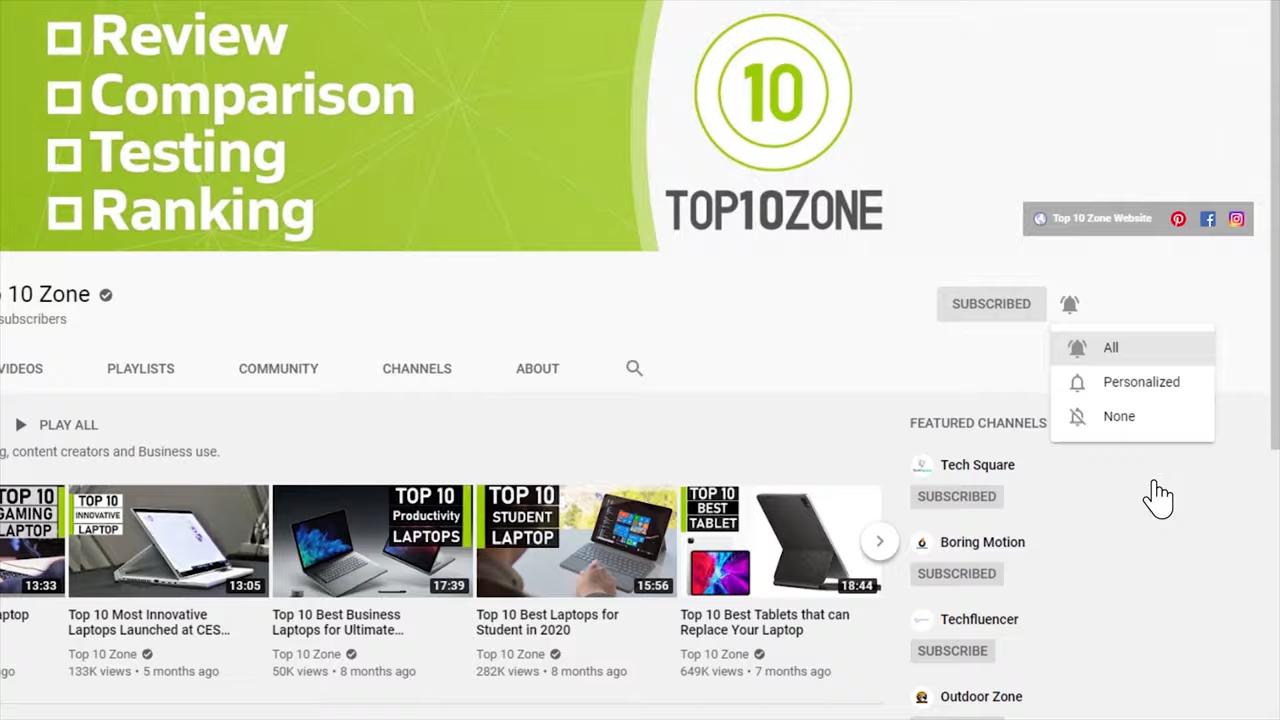 Review
Comparison
Testing
Ranking
10
TOP10ZONE
Top 10 Zone Website
10 Zone
subscribers
SUBSCRIBED
All
Personalized
None
VIDEOS
PLAYLISTS
COMMUNITY
CHANNELS
ABOUT
PLAY ALL
g, content creators and Business use.
FEATURED CHANNELS
Tech Square
SUBSCRIBED
Boring Motion
SUBSCRIBED
Techfluencer
SUBSCRIBE
Outdoor Zone
TOP 10
GAMING
LAPTOP
13:33
TOP 10
INNOVATIVE
LAPTOP
13:05
TOP 10
Productivity
LAPTOPS
17:39
TOP 10
STUDENT
LAPTOP
15:56
TOP 10
BEST
TABLET
18:44
aptop
go
Top 10 Most Innovative
Laptops Launched at CES...
Top 10 Zone
133K views • 5 months ago
Top 10 Best Business
Laptops for Ultimate...
Top 10 Zone
50K views • 8 months ago
Top 10 Best Laptops for
Student in 2020
Top 10 Zone
282K views • 8 months ago
Top 10 Best Tablets that can
Replace Your Laptop
Top 10 Zone
649K views • 7 months ago